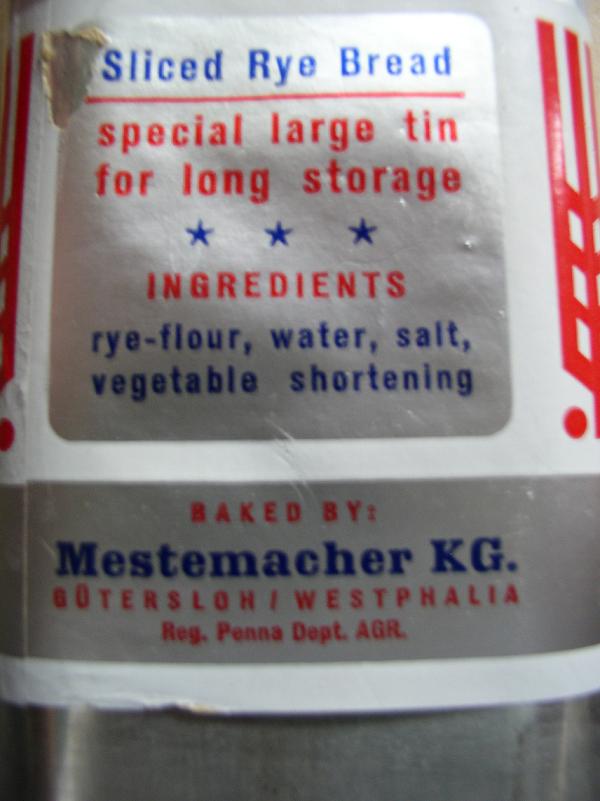 Sliced Rye Bread
special large tin
for long storage
INGREDIENTS
rye-flour, water, salt,
vegetable shortening
BAKED BY:
Mestemacher KG.
GÜTERSLOH / WESTPHALIA
Reg. Penna Dept. AGR.